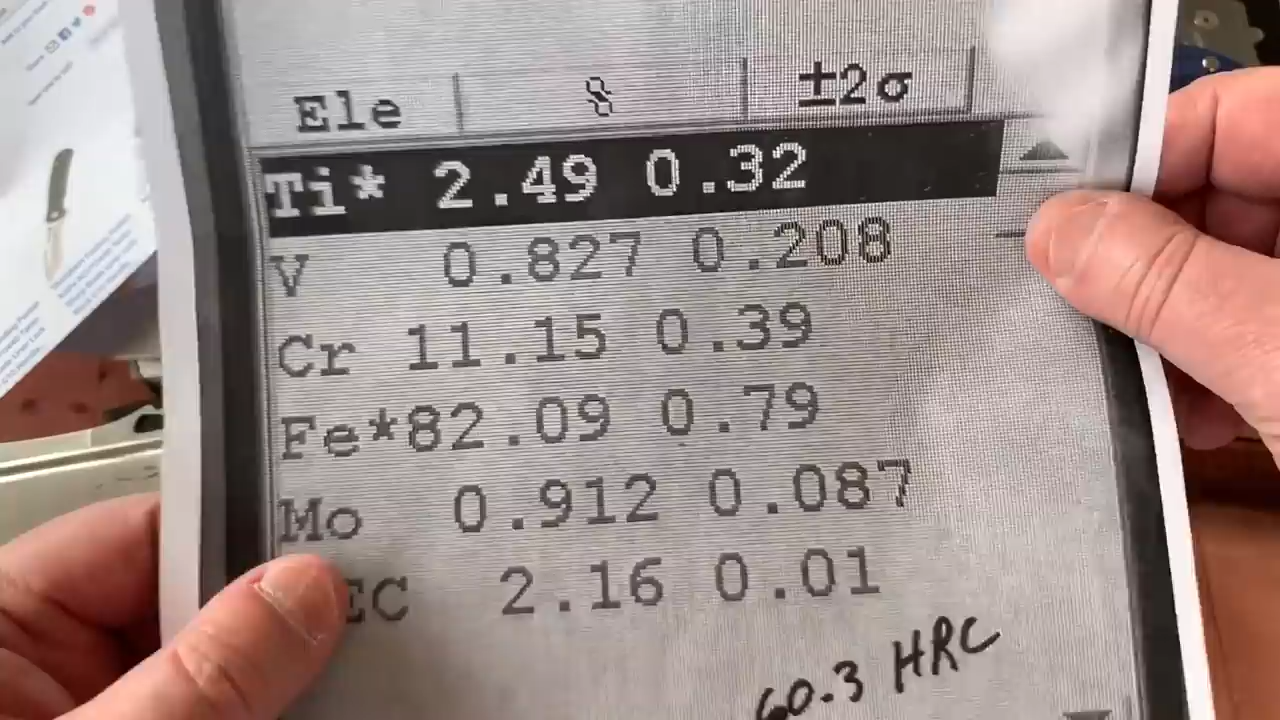 Ele % ±2σ
Ti* 2.49 0.32
V 0.827 0.208
Cr 11.15 0.39
Fe* 82.09 0.79
Mo 0.912 0.087
EC 2.16 0.01
60.3 HRC